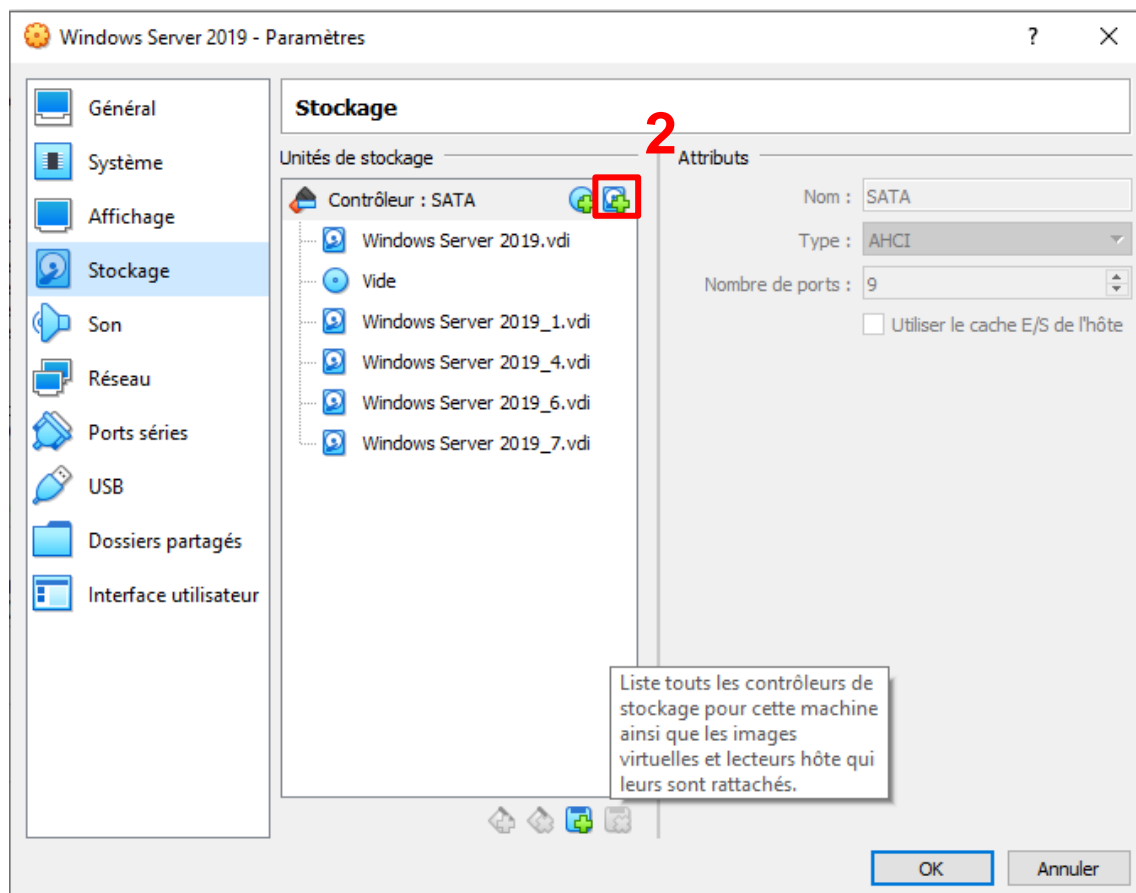 Windows Server 2019 - Paramètres
?
Général
Système
Affichage
Stockage
Son
Réseau
Ports séries
USB
Dossiers partagés
Interface utilisateur
Stockage
2
Unités de stockage
Contrôleur : SATA
Windows Server 2019.vdi
Vide
Windows Server 2019_1.vdi
Windows Server 2019_4.vdi
Windows Server 2019_6.vdi
Windows Server 2019_7.vdi
Attributs
Nom : SATA
Type : AHCI
Nombre de ports : 9
Utiliser le cache E/S de l'hôte
Liste touts les contrôleurs de
stockage pour cette machine
ainsi que les images
virtuelles et lecteurs hôte qui
leurs sont rattachés.
OK
Annuler